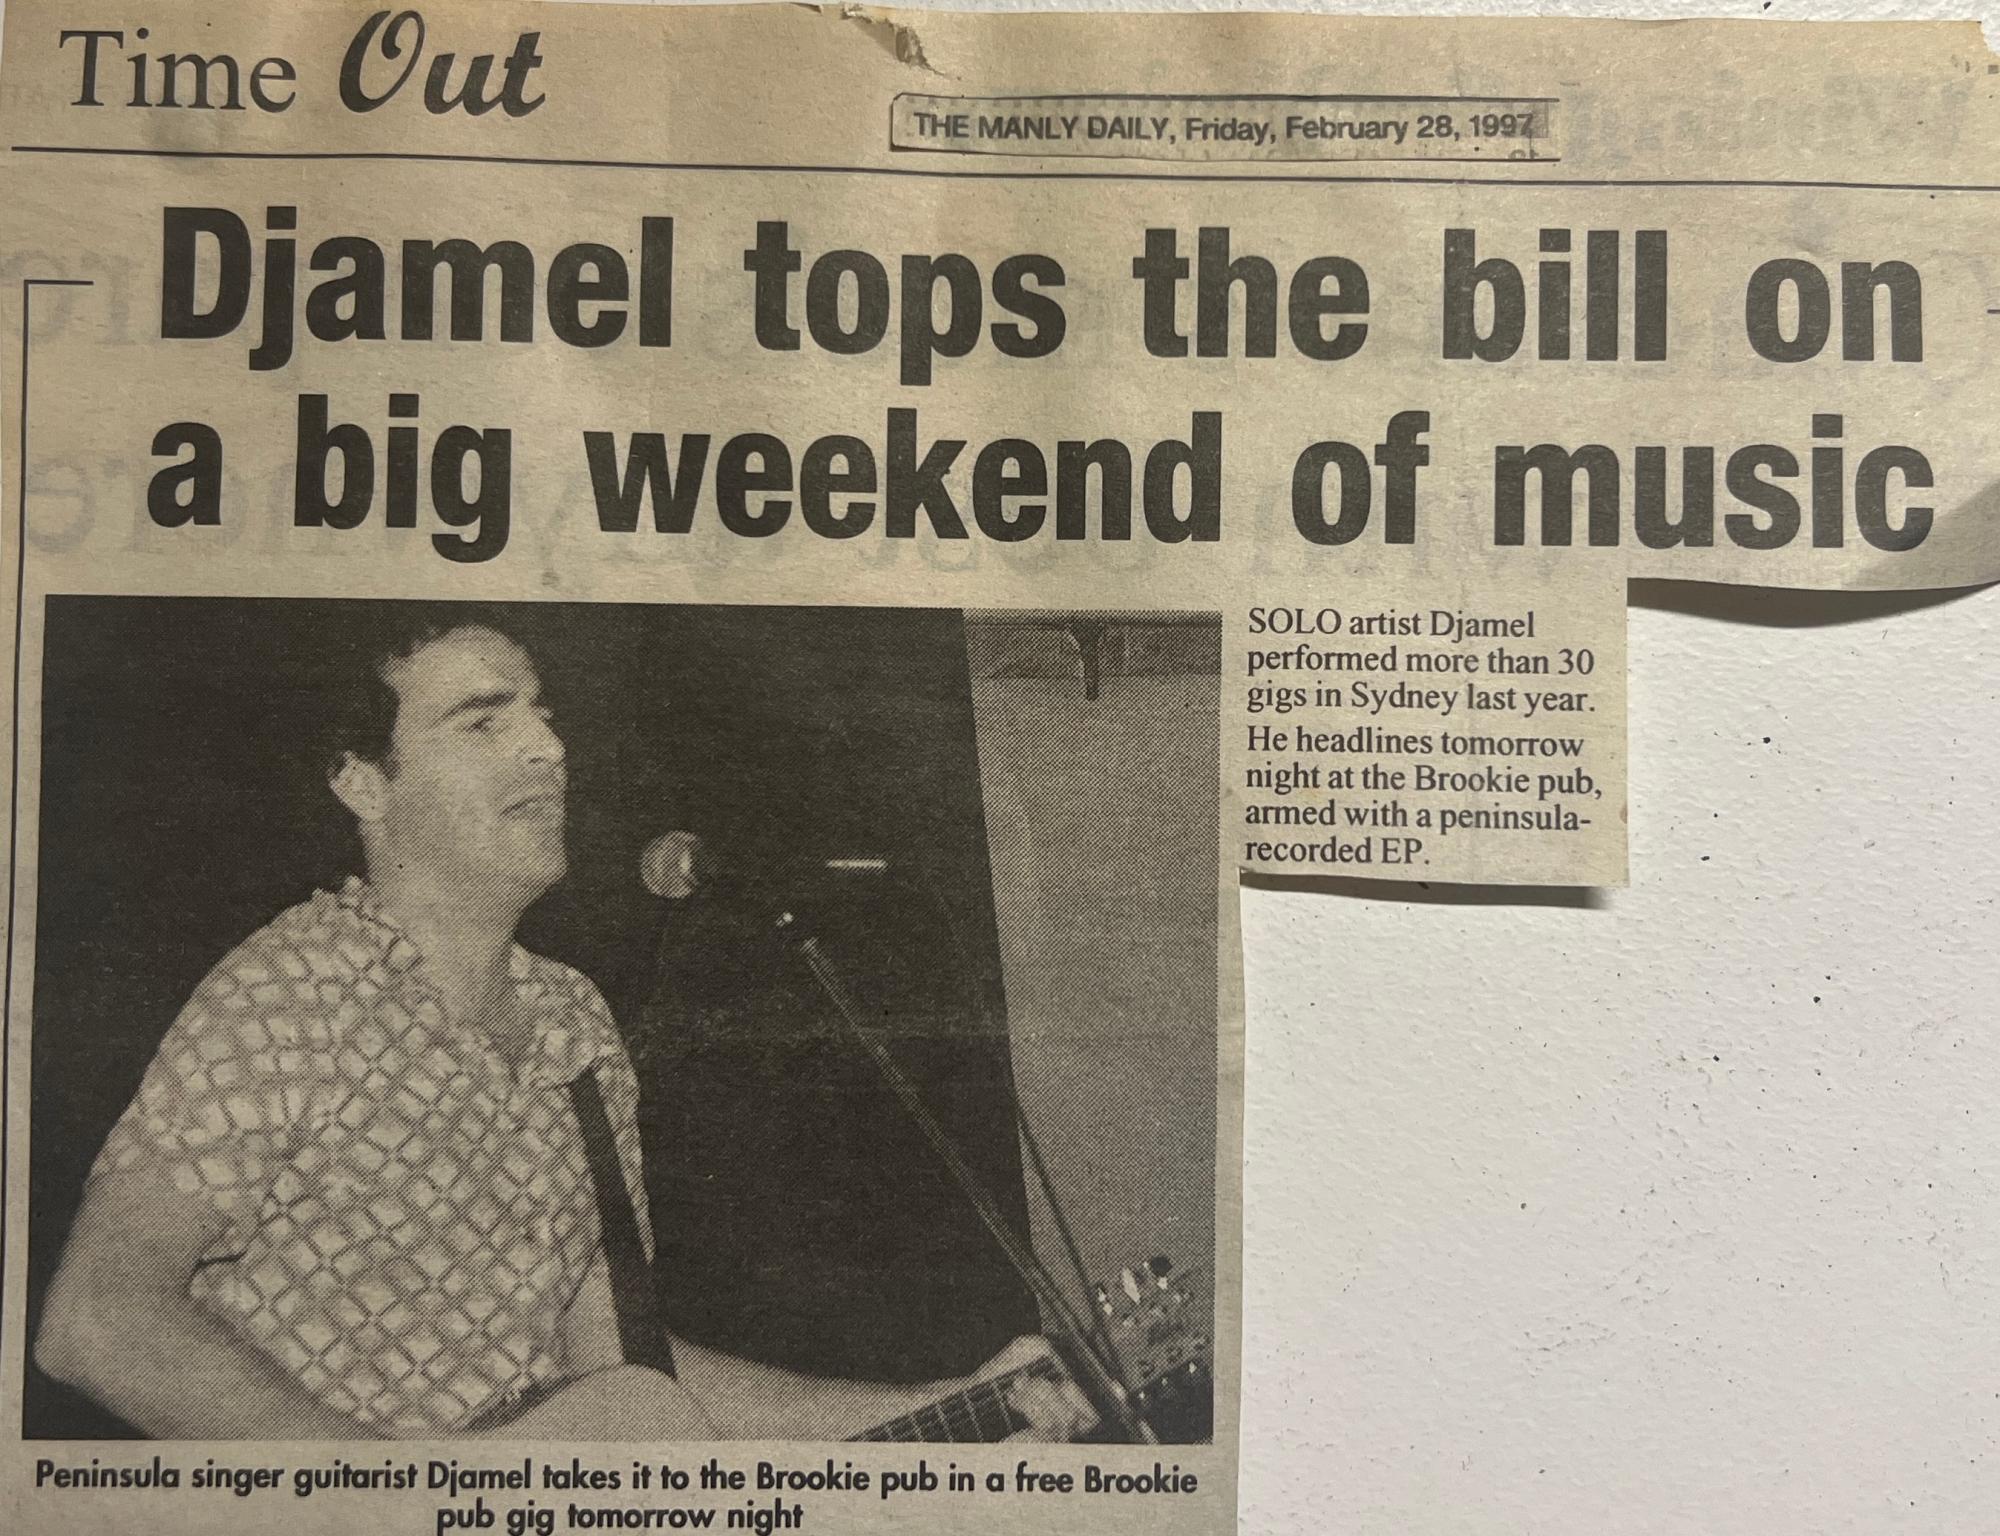 Time Out
THE MANLY DAILY, Friday, February 28, 1997
Djamel tops the bill on
a big weekend of music
SOLO artist Djamel
performed more than 30
gigs in Sydney last year.
He headlines tomorrow
night at the Brookie pub,
armed with a peninsula-
recorded EP.
Peninsula singer guitarist Djamel takes it to the Brookie pub in a free Brookie
pub gig tomorrow night